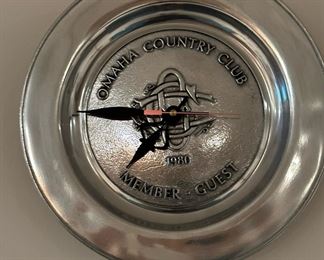 OMAHA COUNTRY CLUB
1980
MEMBER - GUEST